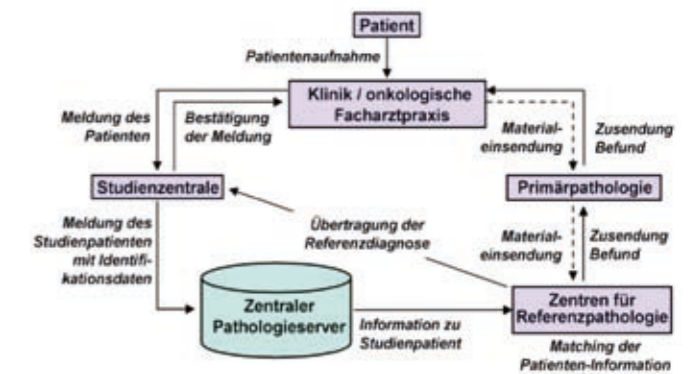 Patient
Patientenaufnahme
Klinik / onkologische
Facharztpraxis
Meldung des
Patienten
Bestätigung
der Meldung
Material-
einsendung
Zusendung
Befund
Studienzentrale
Primärpathologie
Meldung des
Studienpatienten
mit Identifi-
kationsdaten
Übertragung der
Referenzdiagnose
Material-
einsendung
Zusendung
Befund
Zentraler
Pathologieserver
Information zu
Studienpatient
Zentren für
Referenzpathologie
Matching der
Patienten-Information